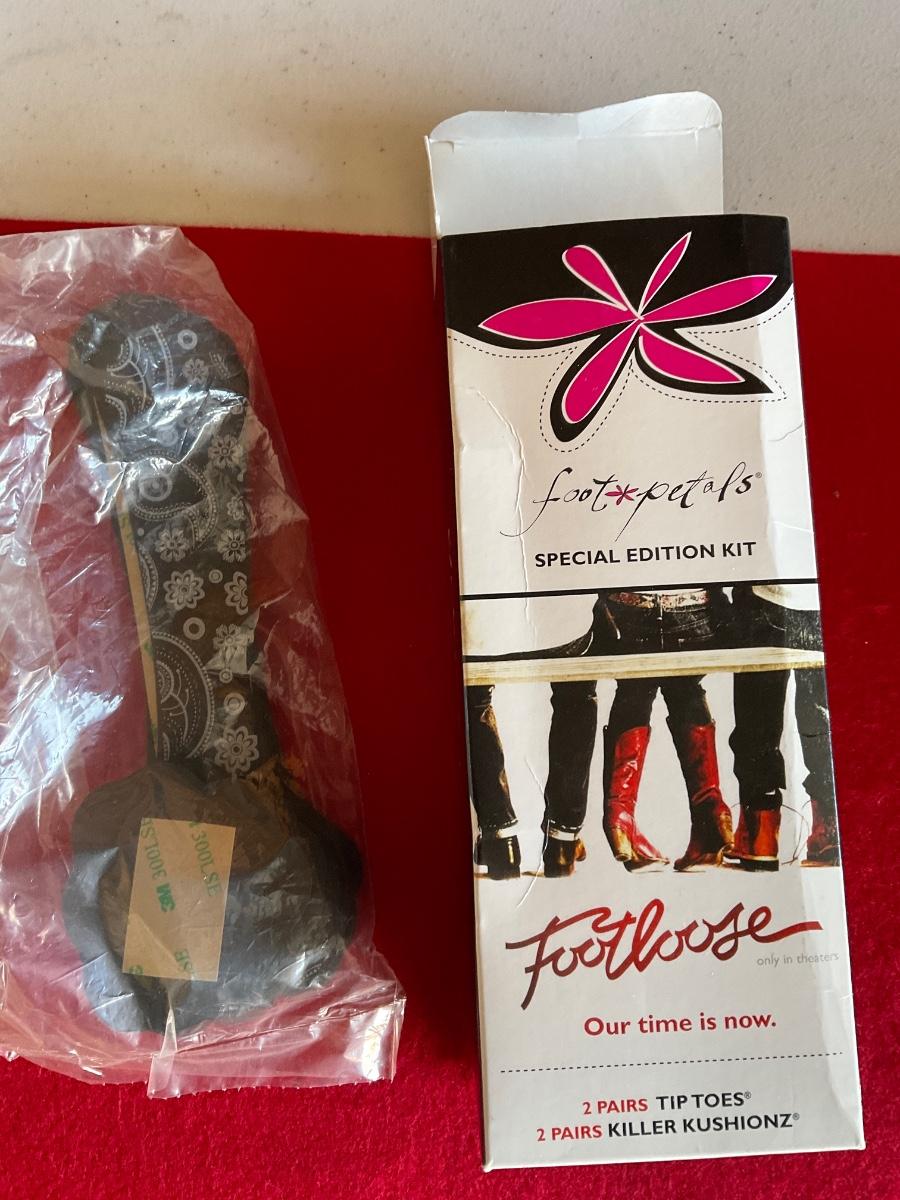 foot petals®
SPECIAL EDITION KIT
Footloose
only in theaters
Our time is now.
2 PAIRS TIP TOES®
2 PAIRS KILLER KUSHIONZ®
3M 300LSE
300LSE